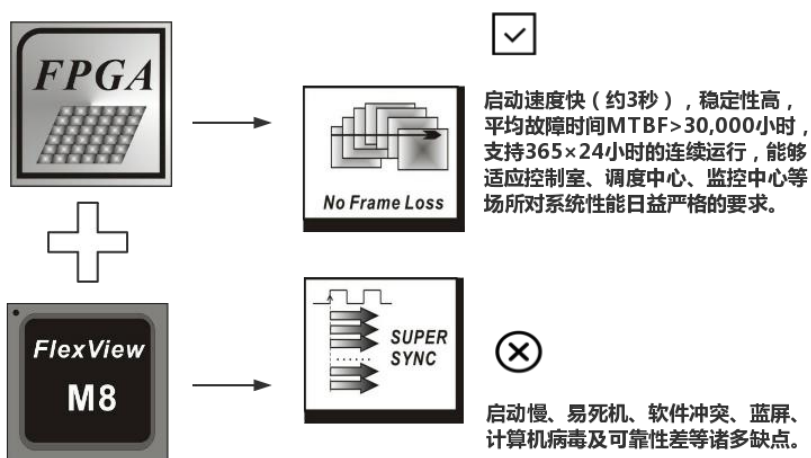 FPGA
No Frame Loss
启动速度快（约3秒），稳定性高，
平均故障时间MTBF>30,000小时，
支持365×24小时的连续运行，能够
适应控制室、调度中心、监控中心等
场所对系统性能日益严格的要求。
FlexView
M8
SUPER
SYNC
启动慢、易死机、软件冲突、蓝屏、
计算机病毒及可靠性差等诸多缺点。